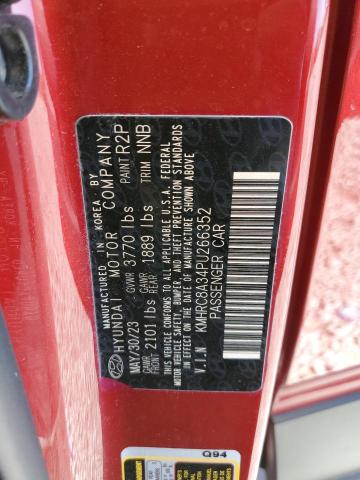 MANUFACTURED IN KOREA BY
HYUNDAI MOTOR COMPANY
MAY/30/23 GVWR 3770 lbs PAINT R2P
GAWR FRONT 2101 lbs GAWR REAR 1889 lbs TRIM NNB
THIS VEHICLE CONFORMS TO ALL APPLICABLE U.S.A. FEDERAL
MOTOR VEHICLE SAFETY, BUMPER, AND THEFT PREVENTION
STANDARDS IN EFFECT ON THE DATE OF MANUFACTURE
SHOWN ABOVE.
V.I.N KMHRC8A34PU266352
PASSENGER CAR
Q94